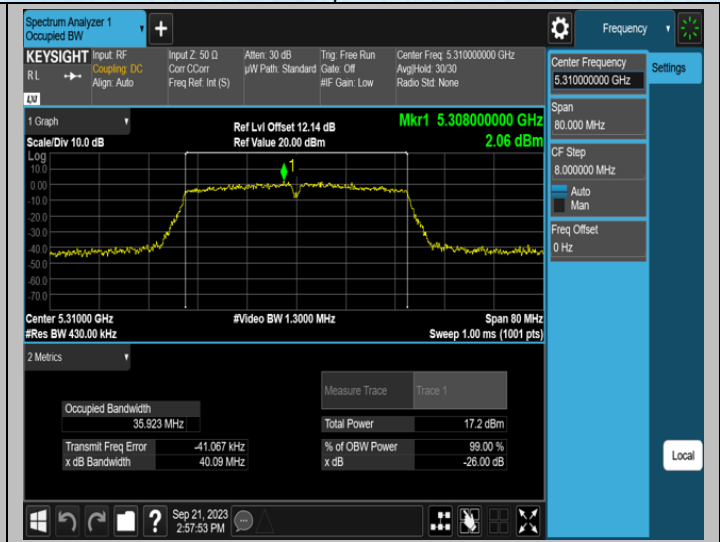 Spectrum Analyzer 1
Occupied BW
Frequency
KEYSIGHT
RL
LXI
Input: RF
Coupling: DC
Align: Auto
Input Z: 50 Ω
Corr CCorr
Freq Ref: Int (S)
Atten: 30 dB
µW Path: Standard
Trig: Free Run
Gate: Off
#IF Gain: Low
Center Freq: 5.310000000 GHz
Avg|Hold: 30/30
Radio Std: None
Center Frequency
5.310000000 GHz
Settings
Span
80.000 MHz
CF Step
8.000000 MHz
Auto
Man
Freq Offset
0 Hz
1 Graph
Scale/Div 10.0 dB
Ref Lvl Offset 12.14 dB
Ref Value 20.00 dBm
Mkr1 5.308000000 GHz
2.06 dBm
Log
10.0
0.00
-10.0
-20.0
-30.0
-40.0
-50.0
-60.0
-70.0
1
Center 5.31000 GHz
#Res BW 430.00 kHz
#Video BW 1.3000 MHz
Span 80 MHz
Sweep 1.00 ms (1001 pts)
2 Metrics
Measure Trace
Trace 1
Occupied Bandwidth
35.923 MHz
Total Power
17.2 dBm
Transmit Freq Error
-41.067 kHz
% of OBW Power
99.00 %
x dB Bandwidth
40.09 MHz
x dB
-26.00 dB
Local
?
Sep 21, 2023
2:57:53 PM